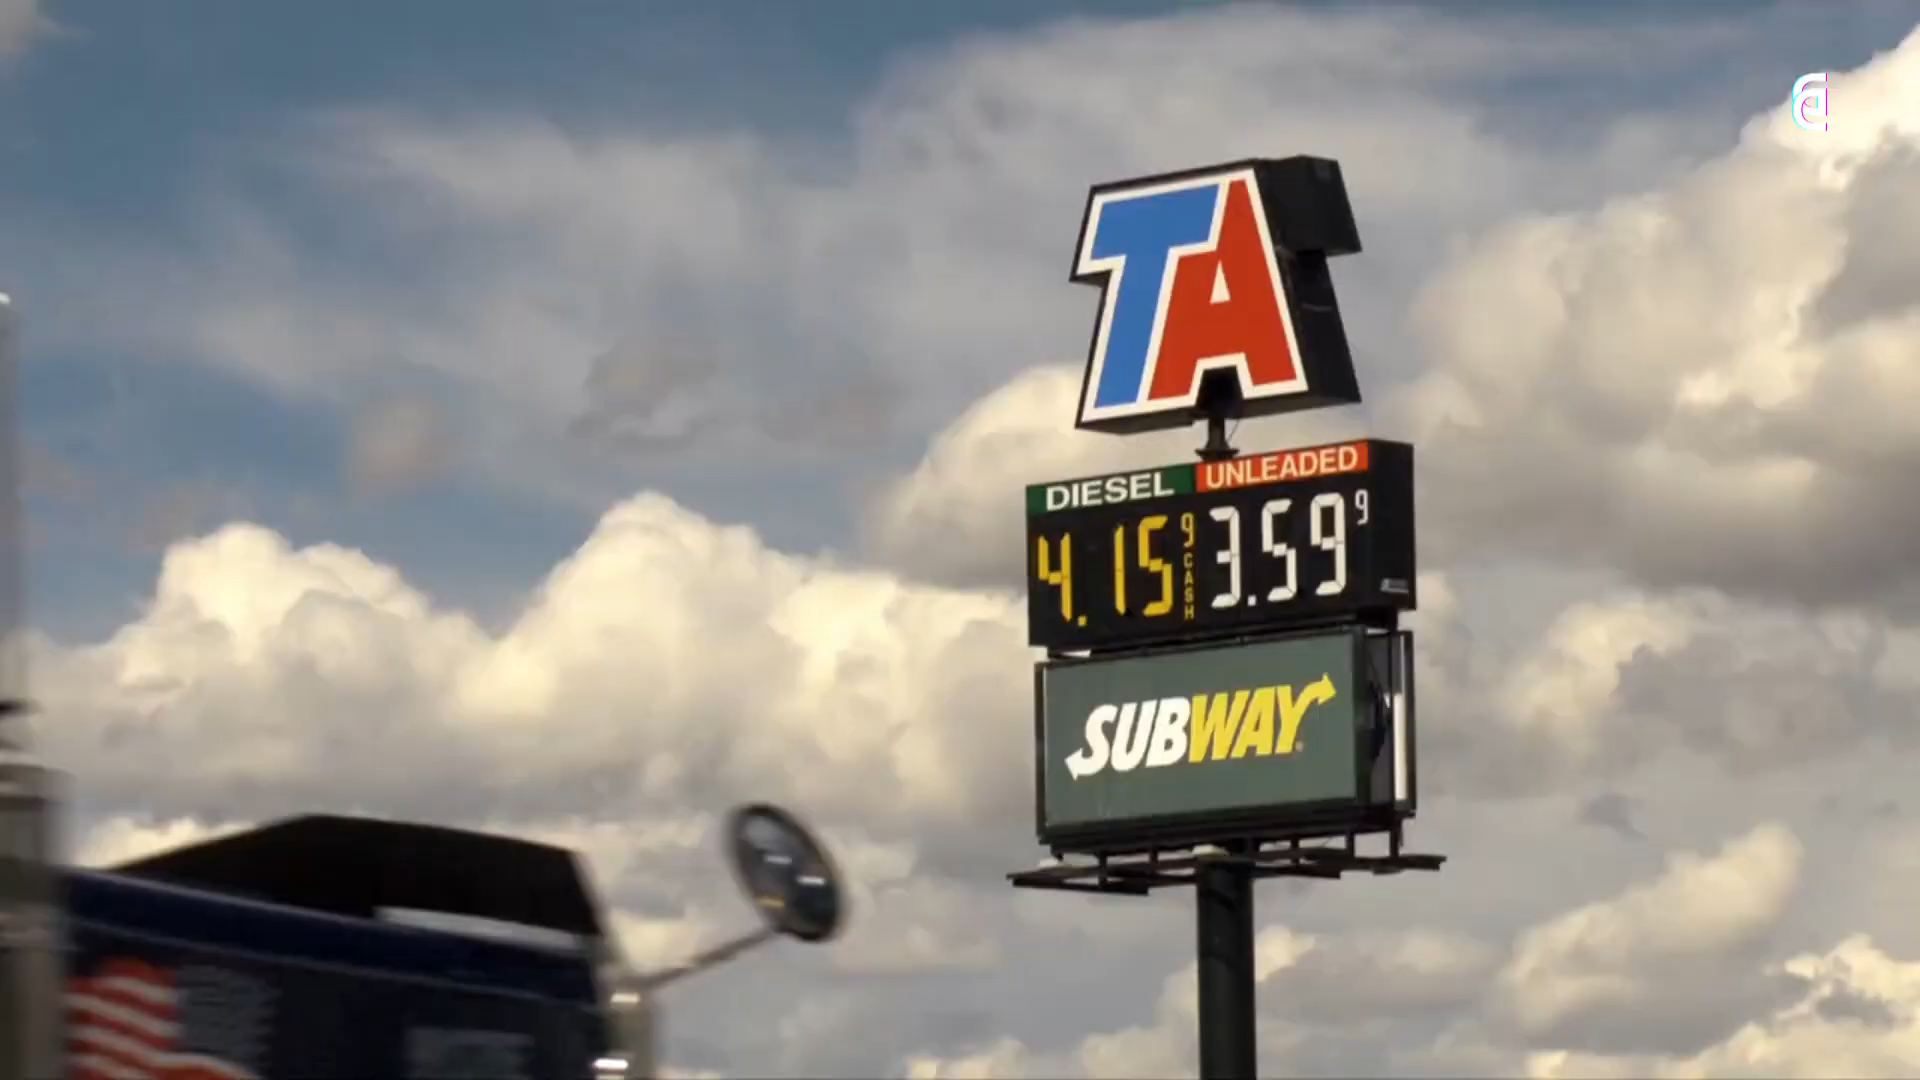 TA
DIESEL UNLEADED
4.15 9 CASH 3.59 9
SUBWAY